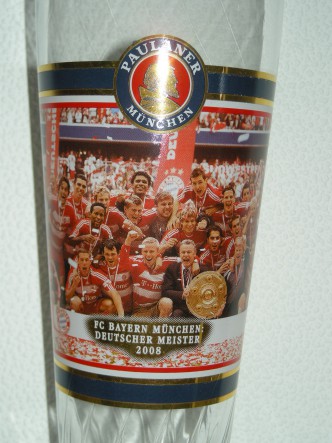 PAULANER
MÜNCHEN
FC BAYERN MÜNCHEN:
DEUTSCHER MEISTER
2008